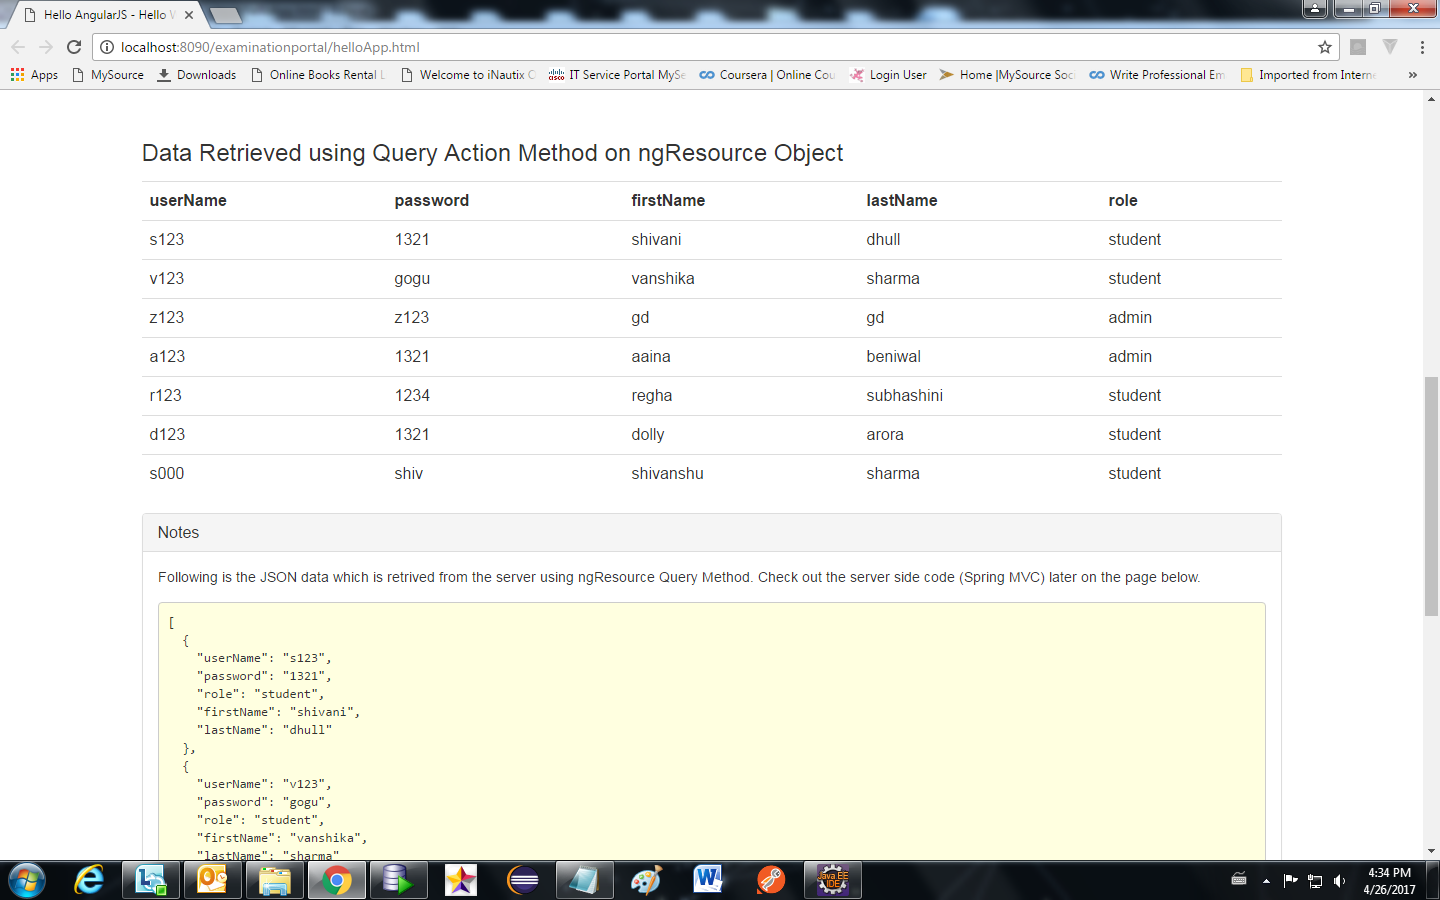 Hello AngularJS - Hello W
localhost:8090/examinationportal/helloApp.html
Apps MySource Downloads Online Books Rental L Welcome to iNautix C IT Service Portal MySe Coursera | Online Cou Login User Home |MySource Soc Write Professional Em Imported from Interne »
Data Retrieved using Query Action Method on ngResource Object
userName password firstName lastName role
s123 1321 shivani dhull student
v123 gogu vanshika sharma student
z123 z123 gd gd admin
a123 1321 aaina beniwal admin
r123 1234 regha subhashini student
d123 1321 dolly arora student
s000 shiv shivanshu sharma student
Notes
Following is the JSON data which is retrived from the server using ngResource Query Method. Check out the server side code (Spring MVC) later on the page below.
[
{
"userName": "s123",
"password": "1321",
"role": "student",
"firstName": "shivani",
"lastName": "dhull"
},
{
"userName": "v123",
"password": "gogu",
"role": "student",
"firstName": "vanshika",
"lastName": "sharma"
Java EE
IDE
4:34 PM
4/26/2017